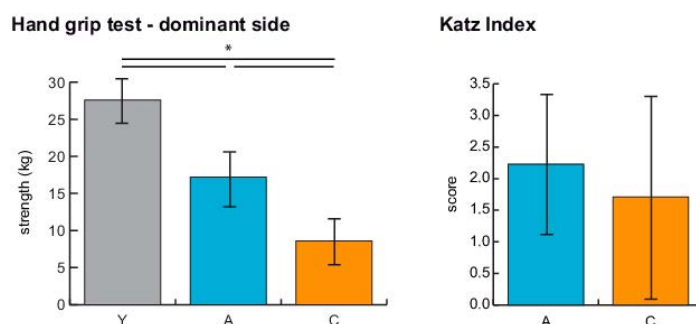 Hand grip test - dominant side
*
30
25
20
15
10
5
0
strength (kg)
Y A C
Katz Index
3.5
3.0
2.5
2.0
1.5
1.0
0.5
0.0
score
A C